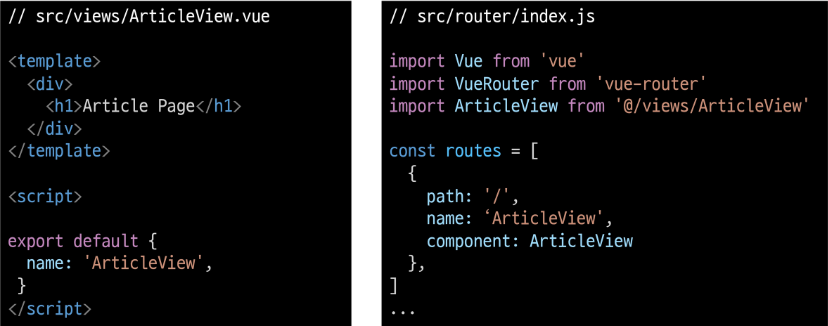 // src/views/ArticleView.vue
<template>
  <div>
    <h1>Article Page</h1>
  </div>
</template>
<script>
export default {
  name: 'ArticleView',
 }
</script>
// src/router/index.js
import Vue from 'vue'
import VueRouter from 'vue-router'
import ArticleView from '@/views/ArticleView'
const routes = [
  {
    path: '/',
    name: ‘ArticleView',
    component: ArticleView
  },
]
...